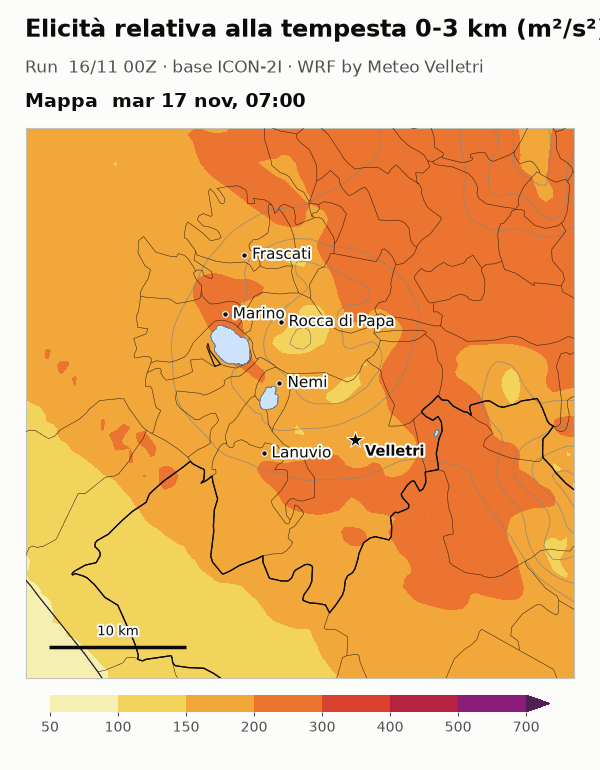 Elicità relativa alla tempesta 0-3 km (m²/s²)
Run 16/11 00Z · base ICON-2I · WRF by Meteo Velletri
Mappa mar 17 nov, 07:00
Frascati
Marino
Rocca di Papa
Nemi
Velletri
Lanuvio
10 km
50 100 150 200 300 400 500 700